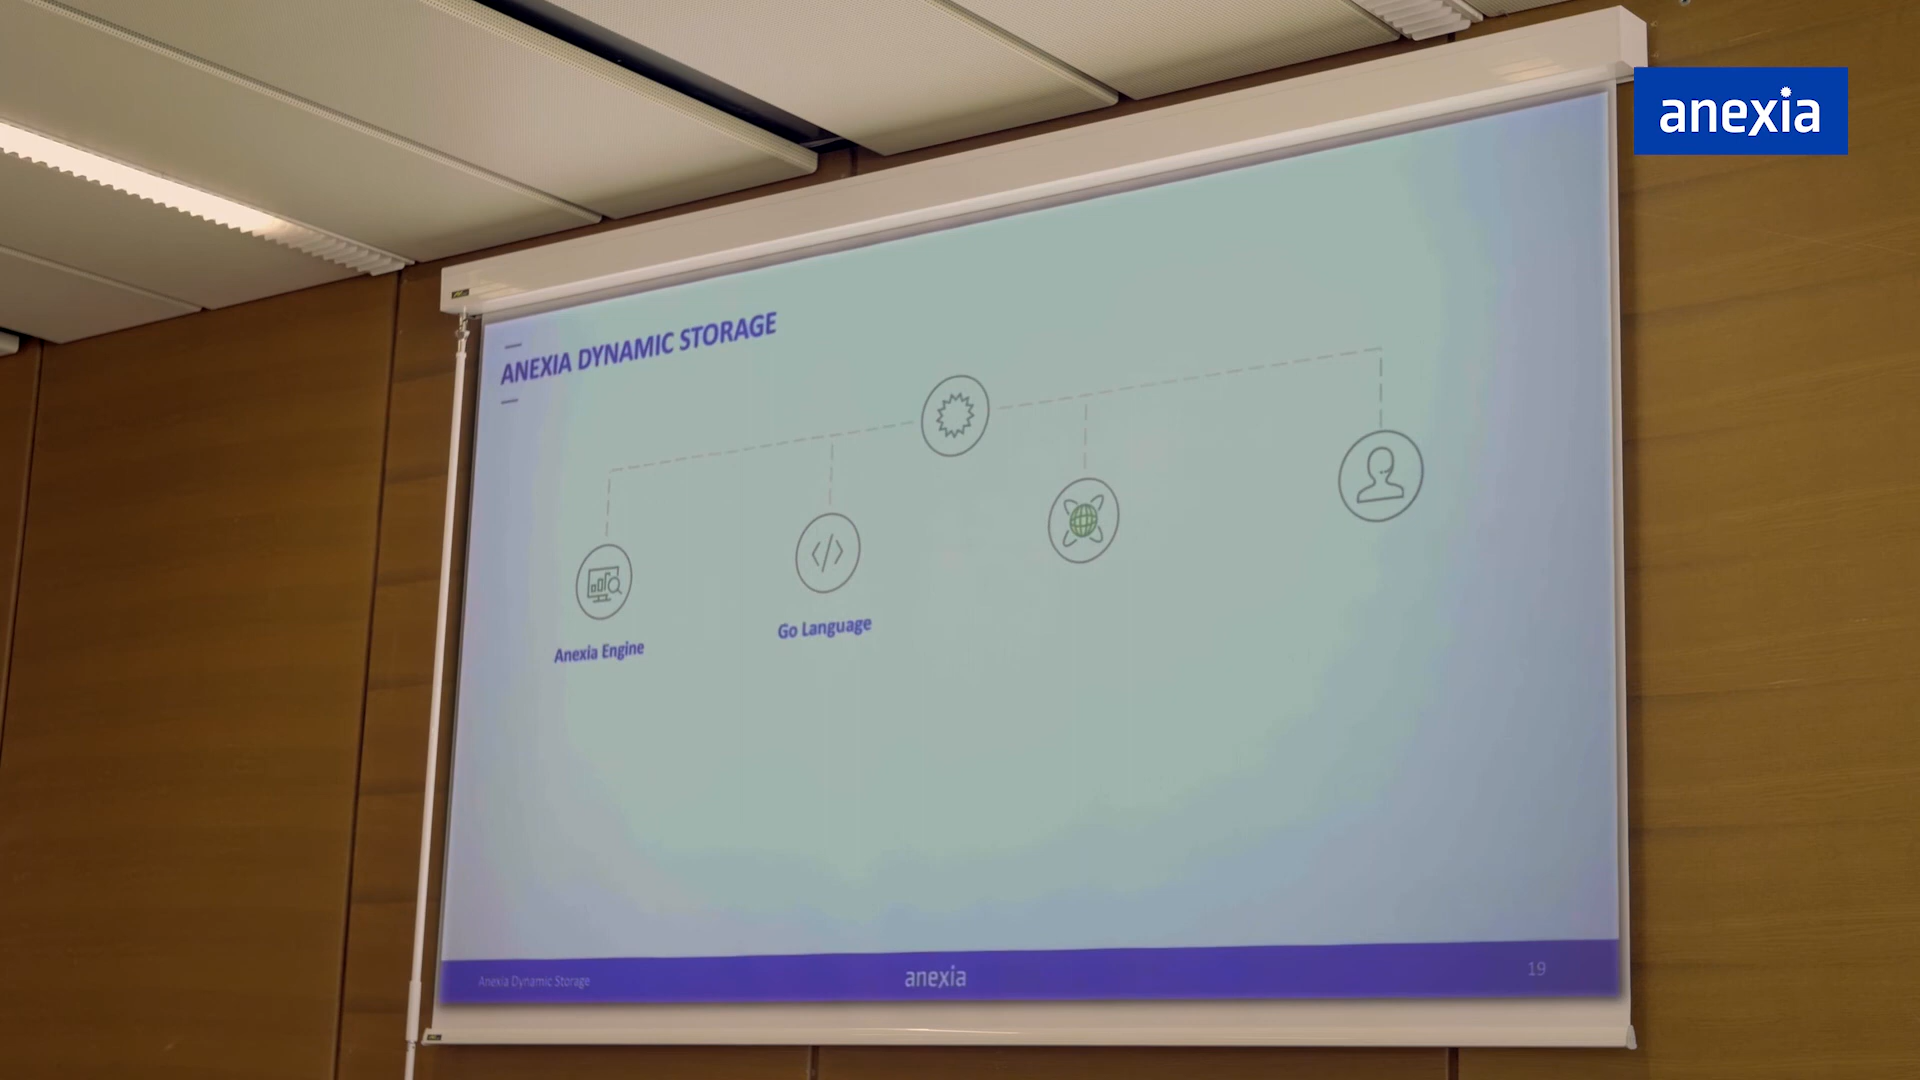 anexia
ANEXIA DYNAMIC STORAGE
</>
Go Language
Anexia Engine
Anexia Dynamic Storage
anexia
19